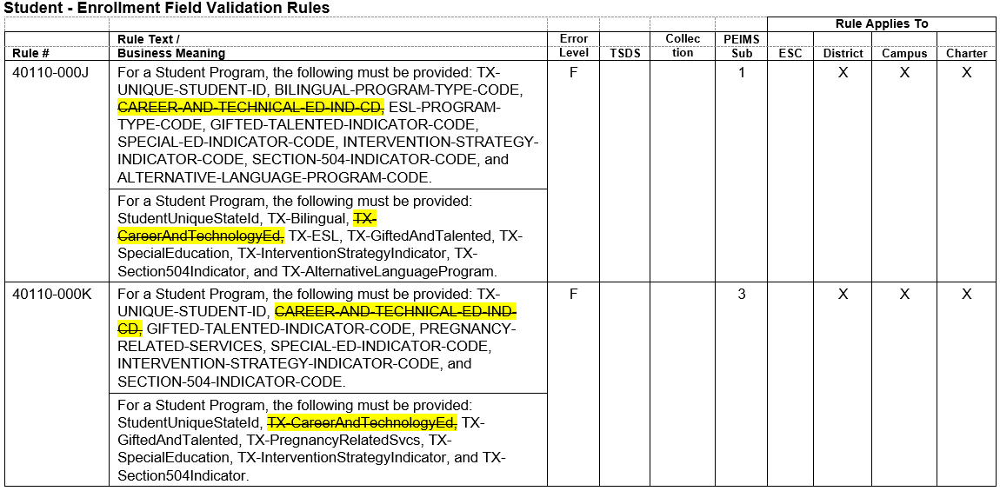 Student - Enrollment Field Validation Rules
Rule Applies To
Rule #
Rule Text /
Business Meaning
Error
Level
TSDS
Collec
tion
PEIMS
Sub
ESC
District
Campus
Charter
40110-000J
For a Student Program, the following must be provided: TX-
UNIQUE-STUDENT-ID, BILINGUAL-PROGRAM-TYPE-CODE,
CAREER-AND-TECHNICAL-ED-IND-CD, ESL-PROGRAM-
TYPE-CODE, GIFTED-TALENTED-INDICATOR-CODE,
SPECIAL-ED-INDICATOR-CODE, INTERVENTION-STRATEGY-
INDICATOR-CODE, SECTION-504-INDICATOR-CODE, and
ALTERNATIVE-LANGUAGE-PROGRAM-CODE.
F
1
X
X
X
For a Student Program, the following must be provided:
StudentUniqueStateId, TX-Bilingual, TX-
CareerAndTechnologyEd, TX-ESL, TX-GiftedAndTalented, TX-
SpecialEducation, TX-InterventionStrategyIndicator, TX-
Section504Indicator, and TX-AlternativeLanguageProgram.
40110-000K
For a Student Program, the following must be provided: TX-
UNIQUE-STUDENT-ID, CAREER-AND-TECHNICAL-ED-IND-
CD, GIFTED-TALENTED-INDICATOR-CODE, PREGNANCY-
RELATED-SERVICES, SPECIAL-ED-INDICATOR-CODE,
INTERVENTION-STRATEGY-INDICATOR-CODE, and
SECTION-504-INDICATOR-CODE.
F
3
X
X
X
For a Student Program, the following must be provided:
StudentUniqueStateId, TX-CareerAndTechnologyEd, TX-
GiftedAndTalented, TX-PregnancyRelatedSvcs, TX-
SpecialEducation, TX-InterventionStrategyIndicator, and TX-
Section504Indicator.